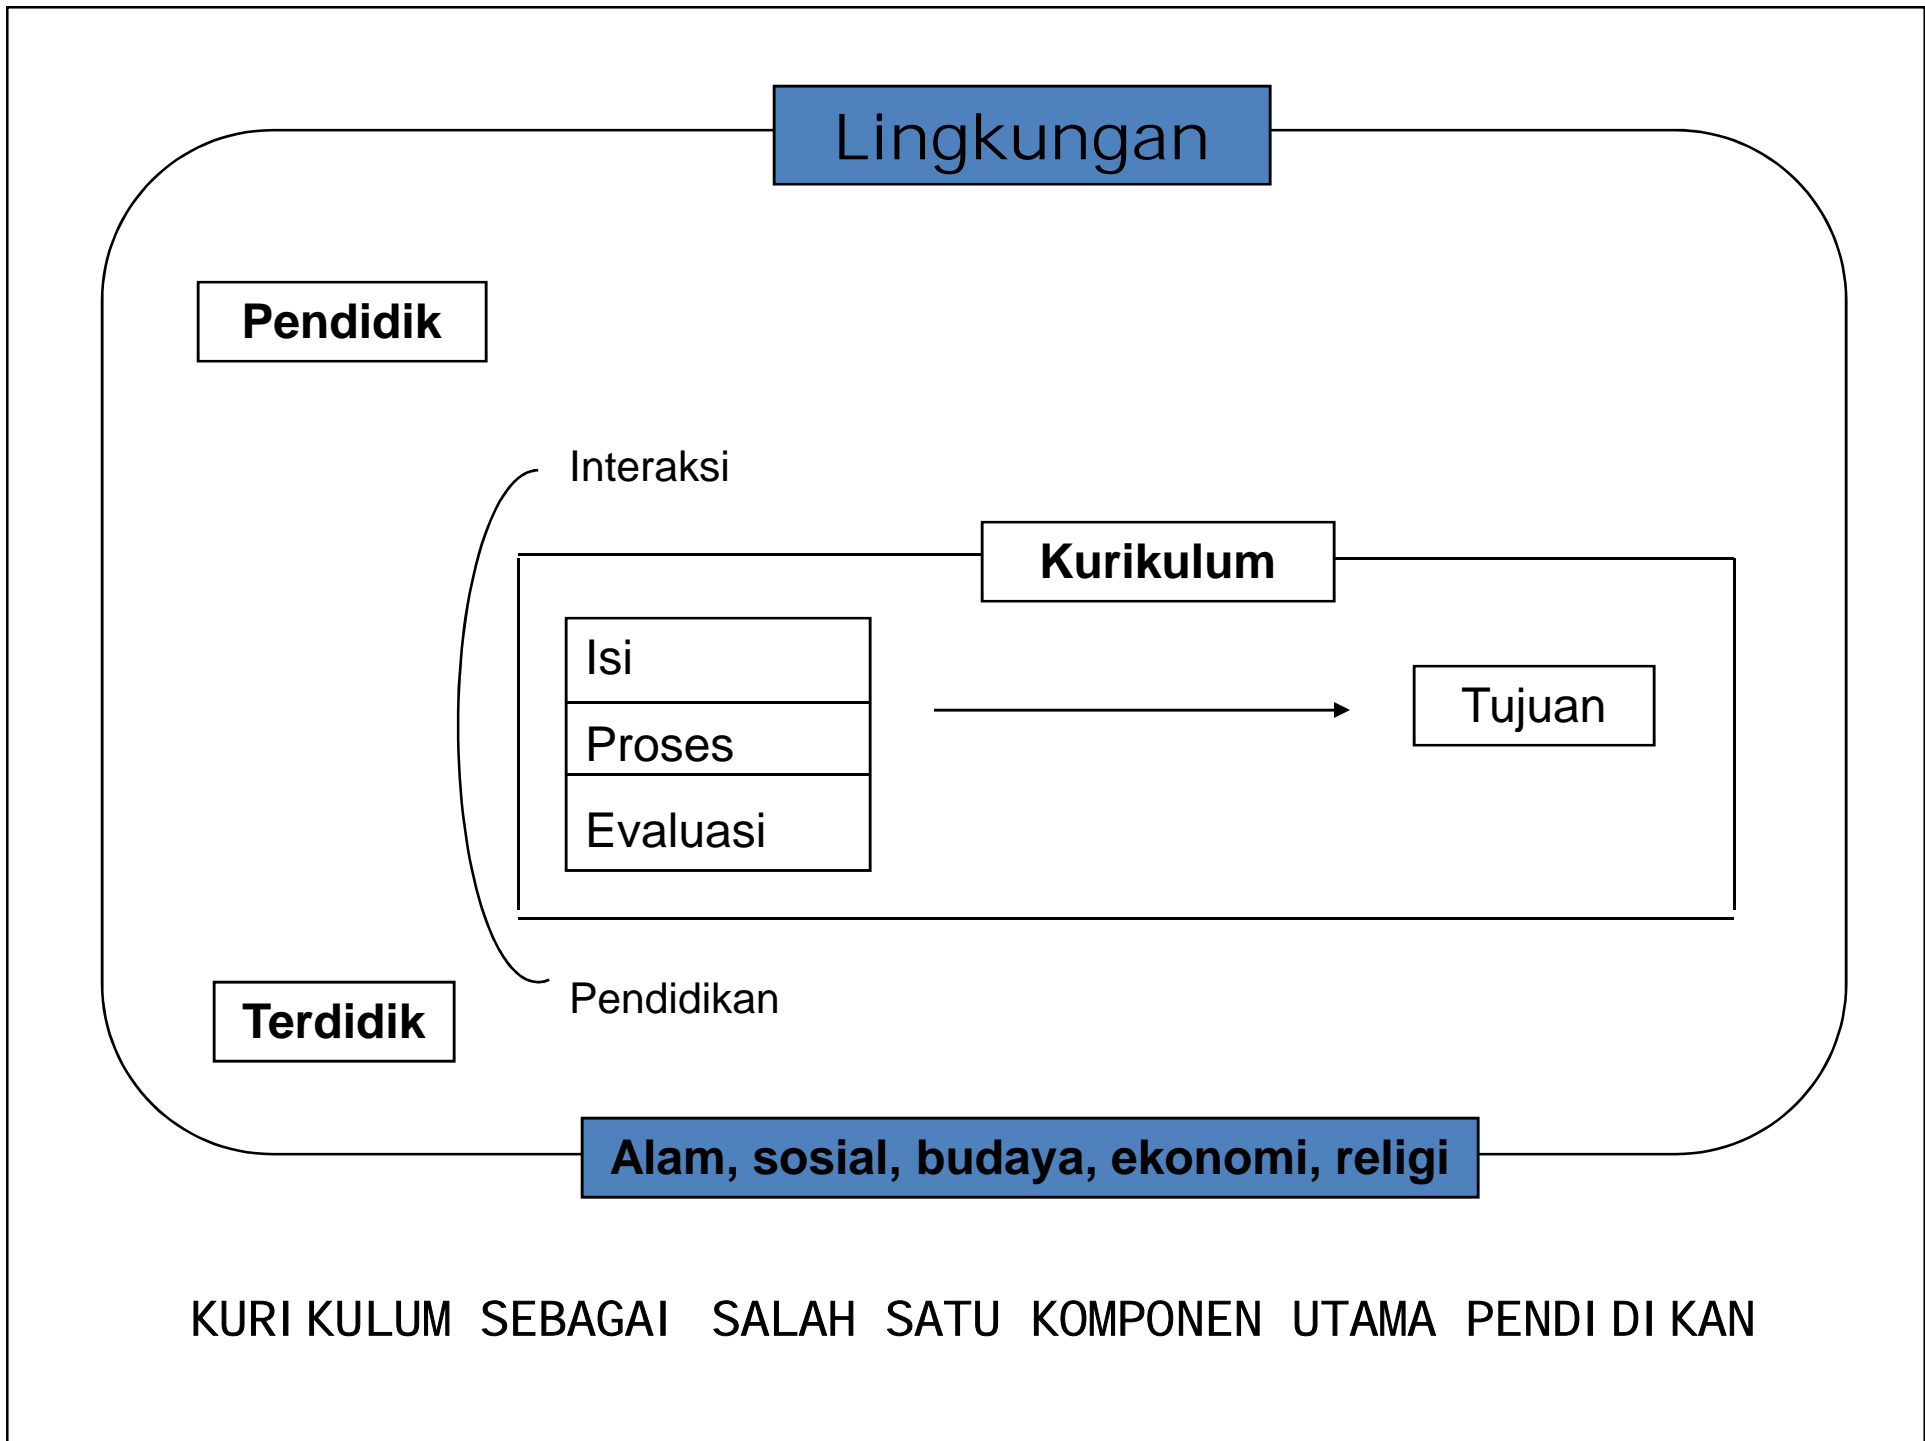 Lingkungan
Pendidik
Interaksi
Kurikulum
Isi
Tujuan
Proses
Evaluasi
Pendidikan
Terdidik
Alam, sosial, budaya, ekonomi, religi
KURIKULUM SEBAGAI SALAH SATU KOMPONEN UTAMA PENDIDIKAN